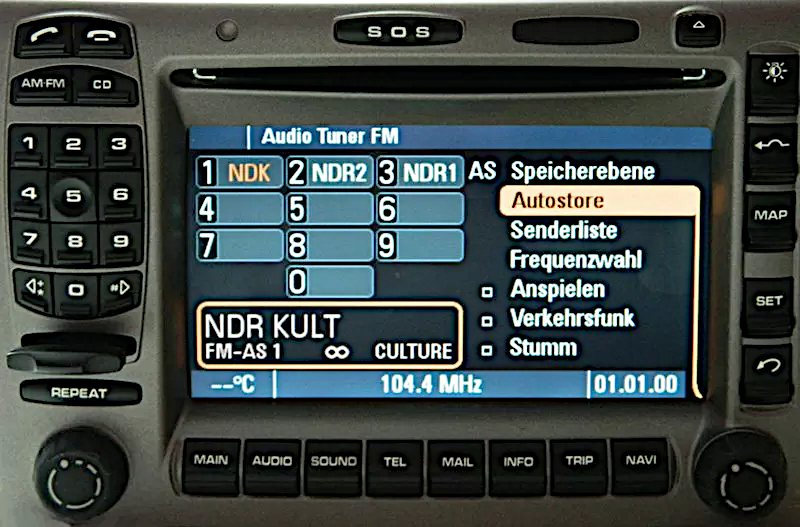 SOS
AM·FM CD
1 2 3
4 5 6
7 8 9
0
REPEAT
Audio Tuner FM
1 NDK 2 NDR2 3 NDR1 AS
4 5 6
7 8 9
0
Speicherebene
Autostore
Senderliste
Frequenzwahl
Anspielen
Verkehrsfunk
Stumm
NDR KULT
FM-AS 1 ∞ CULTURE
--°C 104.4 MHz 01.01.00
MAP
SET
MAIN AUDIO SOUND TEL MAIL INFO TRIP NAVI